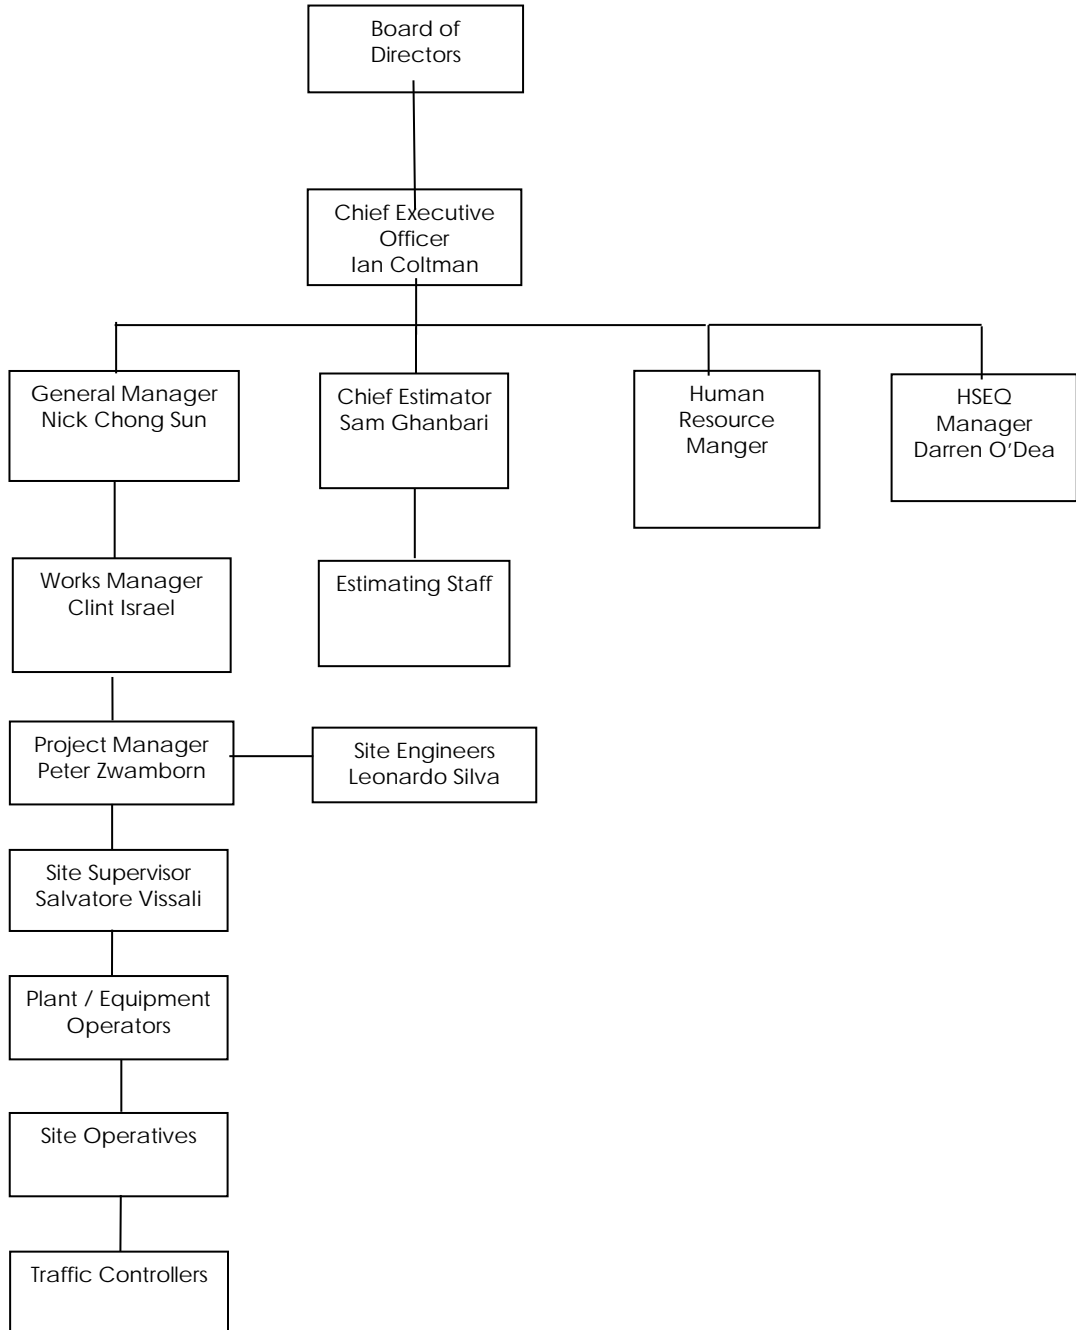 Board of
Directors
Chief Executive
Officer
Ian Coltman
General Manager
Nick Chong Sun
Chief Estimator
Sam Ghanbari
Human
Resource
Manger
HSEQ
Manager
Darren O'Dea
Works Manager
Clint Israel
Estimating Staff
Project Manager
Peter Zwamborn
Site Engineers
Leonardo Silva
Site Supervisor
Salvatore Vissali
Plant / Equipment
Operators
Site Operatives
Traffic Controllers